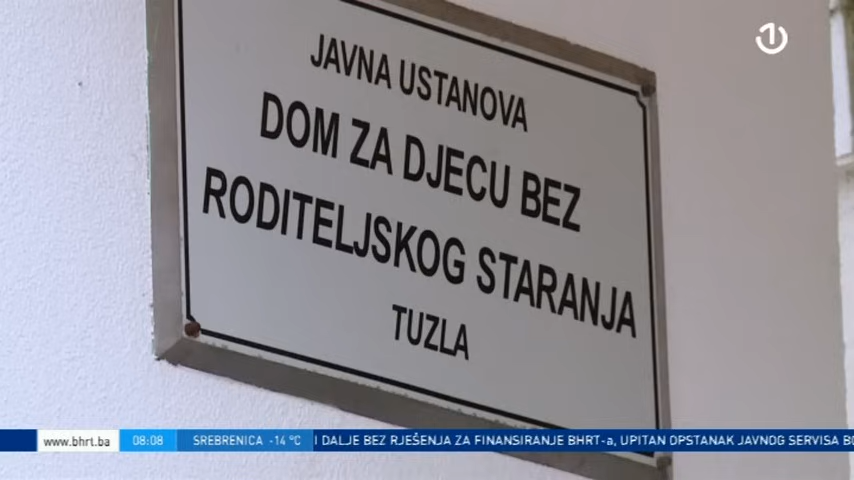 JAVNA USTANOVA
DOM ZA DJECU BEZ
RODITELJSKOG STARANJA
TUZLA
www.bhrt.ba 08:08 SREBRENICA -14 °C I DALJE BEZ RJEŠENJA ZA FINANSIRANJE BHRT-a, UPITAN OPSTANAK JAVNOG SERVISA